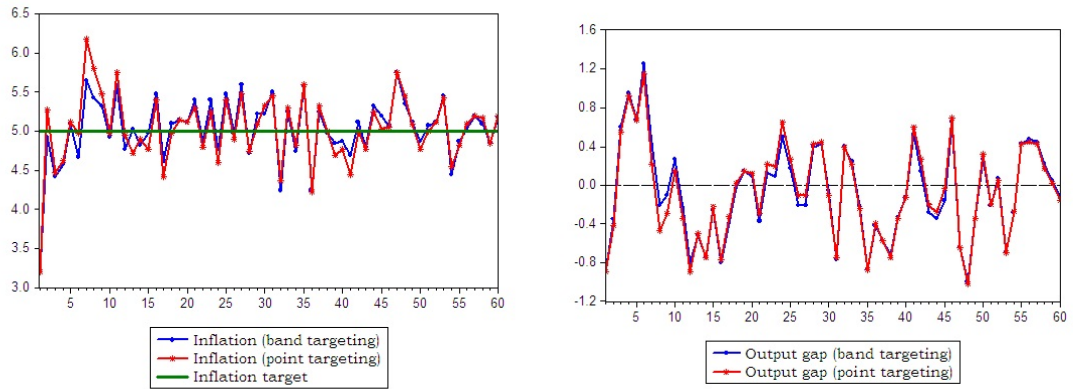 6.5
6.0
5.5
5.0
4.5
4.0
3.5
3.0
5 10 15 20 25 30 35 40 45 50 55 60
Inflation (band targeting)
Inflation (point targeting)
Inflation target
1.6
1.2
0.8
0.4
0.0
-0.4
-0.8
-1.2
5 10 15 20 25 30 35 40 45 50 55 60
Output gap (band targeting)
Output gap (point targeting)